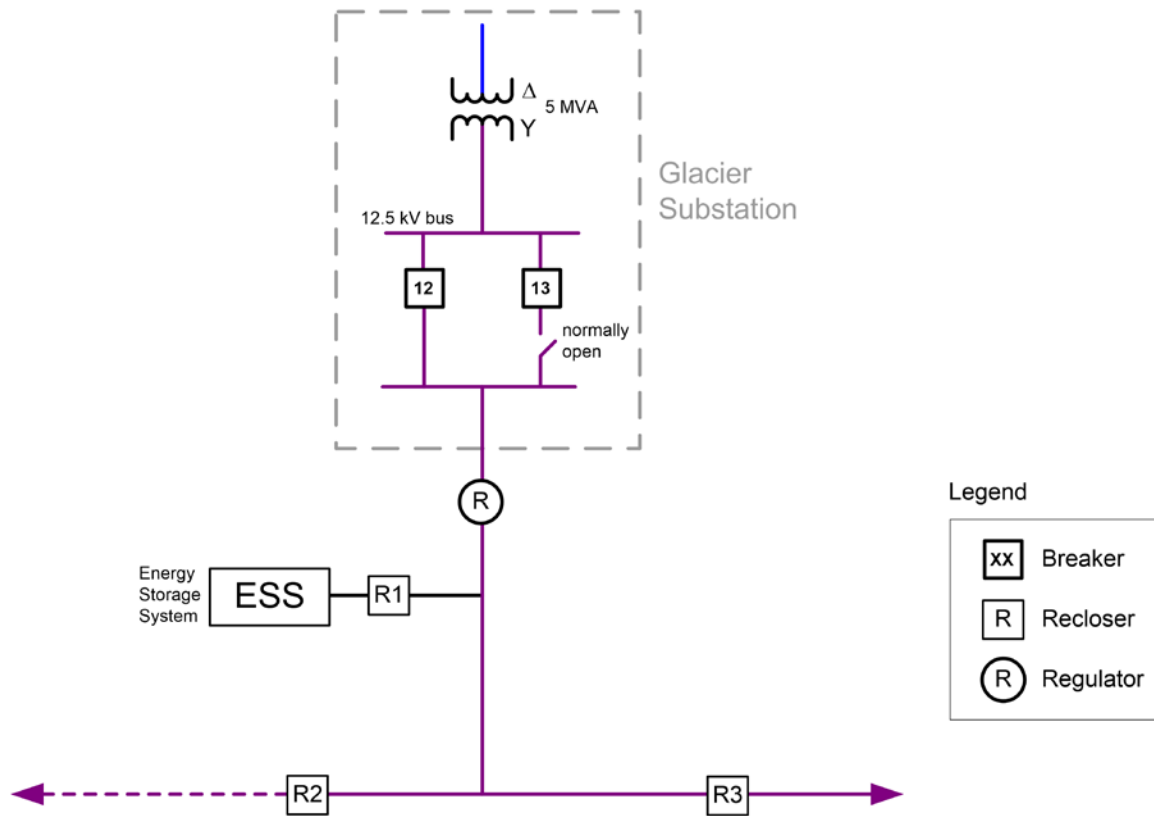 Δ
5 MVA
Y
Glacier
Substation
12.5 kV bus
12
13
normally
open
R
Energy
Storage
System
ESS
R1
R2
R3
Legend
XX Breaker
R Recloser
R Regulator